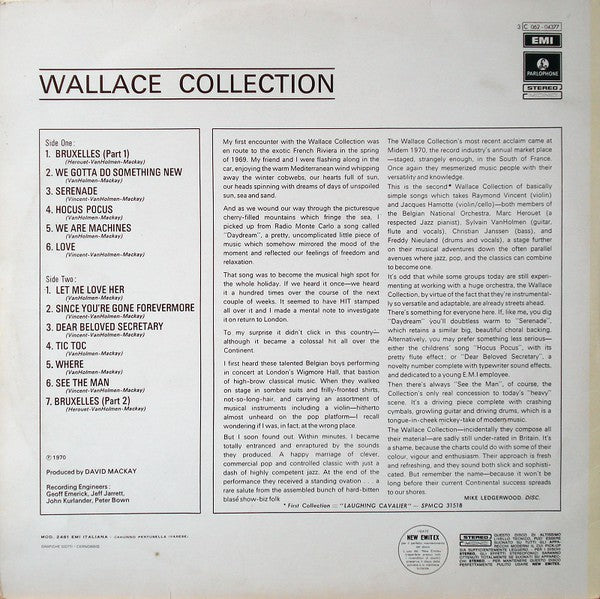 3 C 062-04377
EMI
PARLOPHONE
STEREO
WALLACE COLLECTION
Side One:
1. BRUXELLES (Part 1)
(Herouet-VanHolmen-Mackay)
2. WE GOTTA DO SOMETHING NEW
(VanHolmen-Mackay)
3. SERENADE
(Vincent-VanHolmen-Mackay)
4. HOCUS POCUS
(VanHolmen-Mackay)
5. WE ARE MACHINES
(Vincent-VanHolmen-Mackay)
6. LOVE
(Vincent-VanHolmen-Mackay)
Side Two:
1. LET ME LOVE HER
(Vincent-VanHolmen-Mackay)
2. SINCE YOU'RE GONE FOREVERMORE
(Vincent-VanHolmen-Mackay)
3. DEAR BELOVED SECRETARY
(Vincent-VanHolmen-Mackay)
4. TIC TOC
(VanHolmen-Mackay)
5. WHERE
(VanHolmen-Mackay)
6. SEE THE MAN
(Vincent-VanHolmen-Mackay)
7. BRUXELLES (Part 2)
(Herouet-VanHolmen-Mackay)
℗ 1970
Produced by DAVID MACKAY
Recording Engineers:
Geoff Emerick, Jeff Jarrett,
John Kurlander, Peter Bown
My first encounter with the Wallace Collection was
en route to the exotic French Riviera in the spring
of 1969. My friend and I were flashing along in the
car, enjoying the warm Mediterranean wind whipping
away the winter cobwebs, our hearts full of sun,
our heads spinning with dreams of days of unspoiled
sun, sea and sand.
And as we wound our way through the picturesque
cherry-filled mountains which fringe the sea, I
picked up from Radio Monte Carlo a song called
"Daydream", a pretty, uncomplicated little piece of
music which somehow mirrored the mood of the
moment and reflected our feelings of freedom and
relaxation.
That song was to become the musical high spot for
the whole holiday. If we heard it once—we heard
it a hundred times over the course of the next
couple of weeks. It seemed to have HIT stamped
all over it and I made a mental note to investigate
it on return to London.
To my surprise it didn't click in this country—
although it became a colossal hit all over the
Continent.
I first heard these talented Belgian boys performing
in concert at London's Wigmore Hall, that bastion
of high-brow classical music. When they walked
on stage in sombre suits and frilly-fronted shirts,
not-so-long-hair, and carrying an assortment of
musical instruments including a violin—hitherto
almost unheard on the pop platform—I recall
wondering if I was, in fact, at the wrong place.
But I soon found out. Within minutes, I became
totally entranced and enraptured by the sounds
they produced. A happy marriage of clever,
commercial pop and controlled classic with just a
dash of highly competent jazz. At the end of the
performance they received a standing ovation . . . a
rare salute from the assembled bunch of hard-bitten
blasé show-biz folk
The Wallace Collection's most recent acclaim came at
Midem 1970, the record industry's annual market place
—staged, strangely enough, in the South of France.
Once again they mesmerized music people with their
versatility and knowledge.
This is the second* Wallace Collection of basically
simple songs which takes Raymond Vincent (violin)
and Jacques Namotte (violin/cello)—both members of
the Belgian National Orchestra, Marc Herouet (a
respected Jazz pianist), Sylvain VanHolmen (guitar,
flute and vocals), Christian Janssen (bass), and
Freddy Nieuland (drums and vocals), a stage further
on their musical adventures down the often parallel
avenues where jazz, pop, and the classics can combine
to become one.
It's odd that while some groups today are still experi-
menting at working with a huge orchestra, the Wallace
Collection, by virtue of the fact that they're instrumental-
ly so versatile and adaptable, are already streets ahead.
There's something for everyone here. If, like me, you dig
"Daydream" you'll doubtless warm to "Serenade",
which retains a similar big, beautiful choral backing.
Alternatively, you may prefer something less serious—
either the childrens' song "Hocus Pocus", with its
pretty flute effect; or "Dear Beloved Secretary", a
novelty number complete with typewriter sound effects,
and dedicated to a young E.M.I employee.
Then there's always "See the Man", of course, the
Collection's only real concession to today's "heavy"
scene. It's a driving piece complete with crashing
cymbals, growling guitar and driving drums, which is a
tongue-in-cheek mickey-take of modern music.
The Wallace Collection—incidentally they compose all
their material—are sadly still under-rated in Britain. It's
a shame, because the charts could do with some of their
colour, vigour and enthusiasm. Their approach is fresh
and refreshing, and they sound both slick and sophisti-
cated. But remember the name—because it won't be
long before their current Continental success spreads
to our shores.
MIKE LEDGERWOOD, DISC.
* First Collection :: "LAUGHING CAVALIER" - SPMCQ 31518
MOD. 2461 EMI ITALIANA - CARONNO PERTUSELLA (VARESE)
NEW EMITEX
STEREO
QUESTO DISCO DI ALTISSIMO